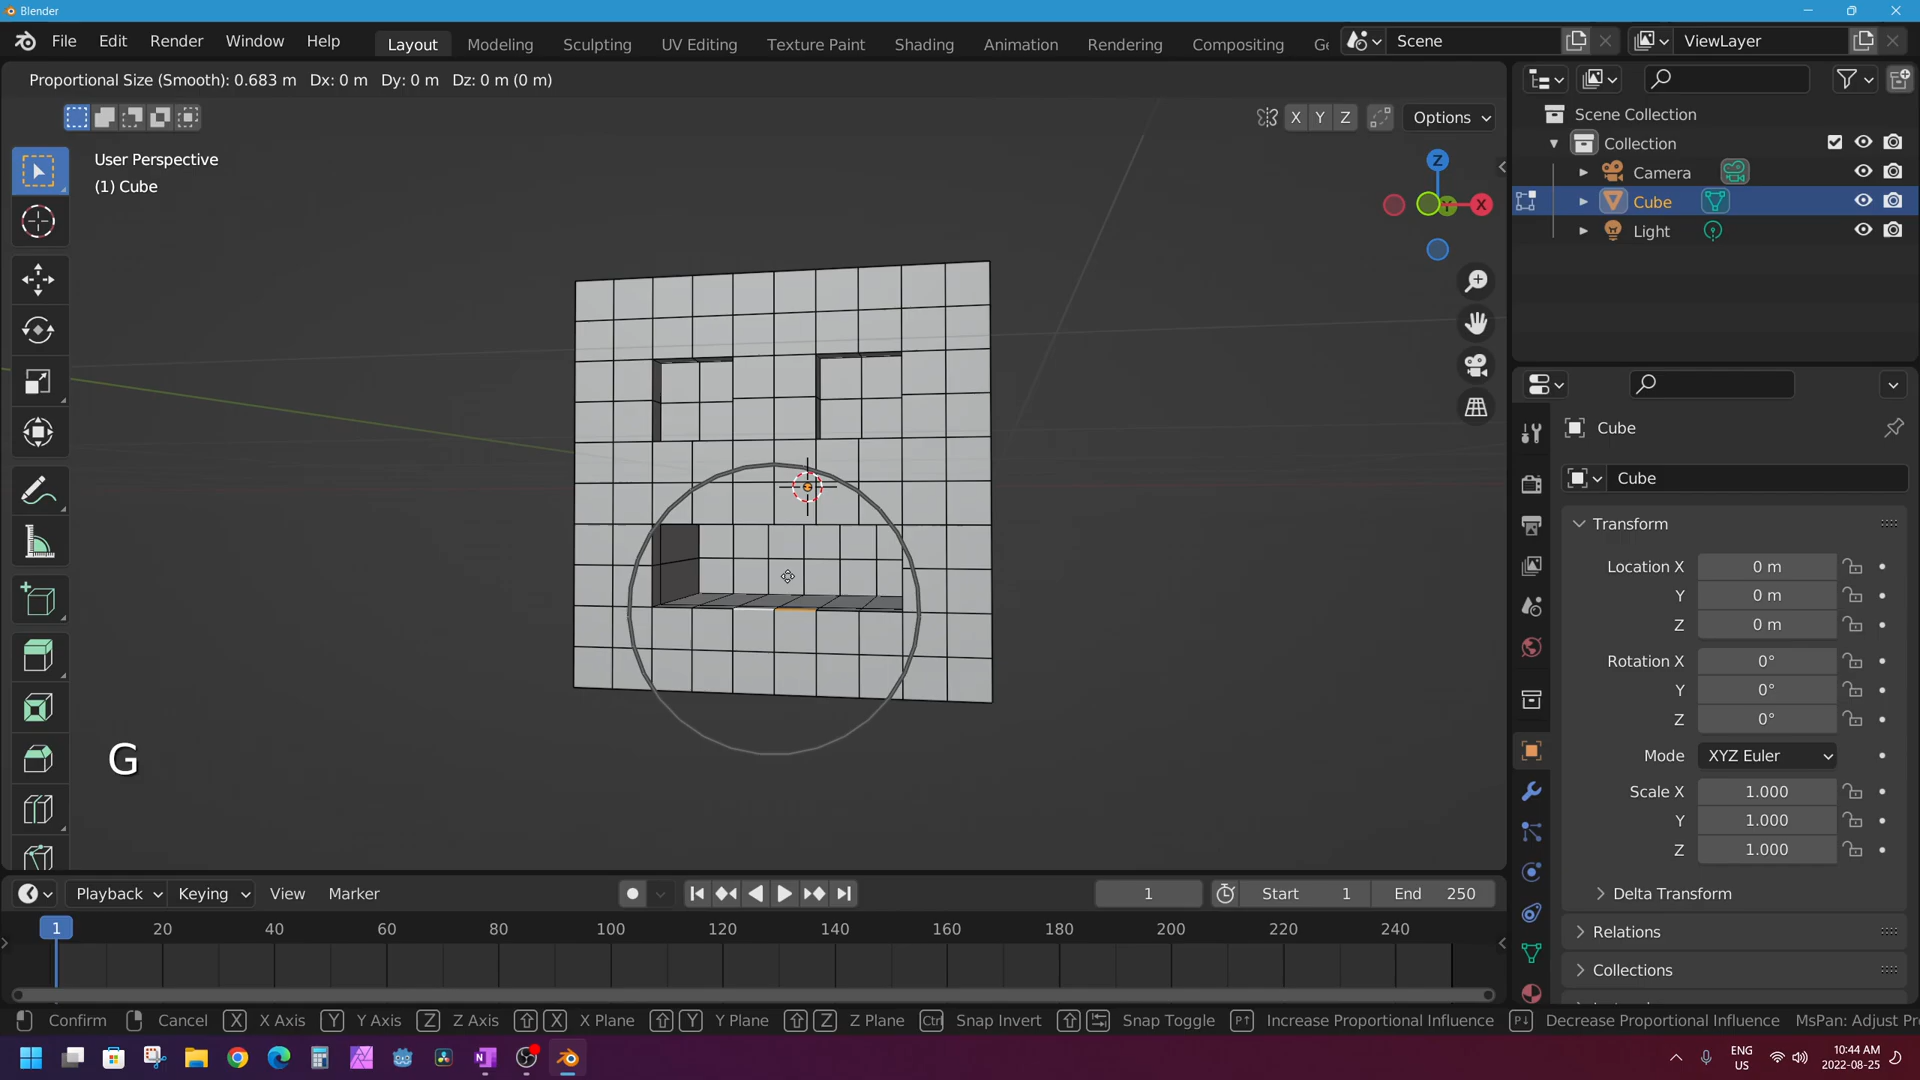 Blender
File Edit Render Window Help Layout Modeling Sculpting UV Editing Texture Paint Shading Animation Rendering Compositing Ge Scene ViewLayer
Proportional Size (Smooth): 0.683 m Dx: 0 m Dy: 0 m Dz: 0 m (0 m)
X Y Z Options
User Perspective
(1) Cube
Z
X
Y
G
Scene Collection
Collection
Camera
Cube
Light
Cube
Cube
Transform
Location X 0 m
Y 0 m
Z 0 m
Rotation X 0°
Y 0°
Z 0°
Mode XYZ Euler
Scale X 1.000
Y 1.000
Z 1.000
Delta Transform
Relations
Collections
Playback Keying View Marker 1 Start 1 End 250
1 20 40 60 80 100 120 140 160 180 200 220 240
Confirm Cancel X X Axis Y Y Axis Z Z Axis X X Plane Y Y Plane Z Z Plane Ctrl Snap Invert Snap Toggle P↑ Increase Proportional Influence P↓ Decrease Proportional Influence MsPan: Adjust Pr
ENG
US
10:44 AM
2022-08-25